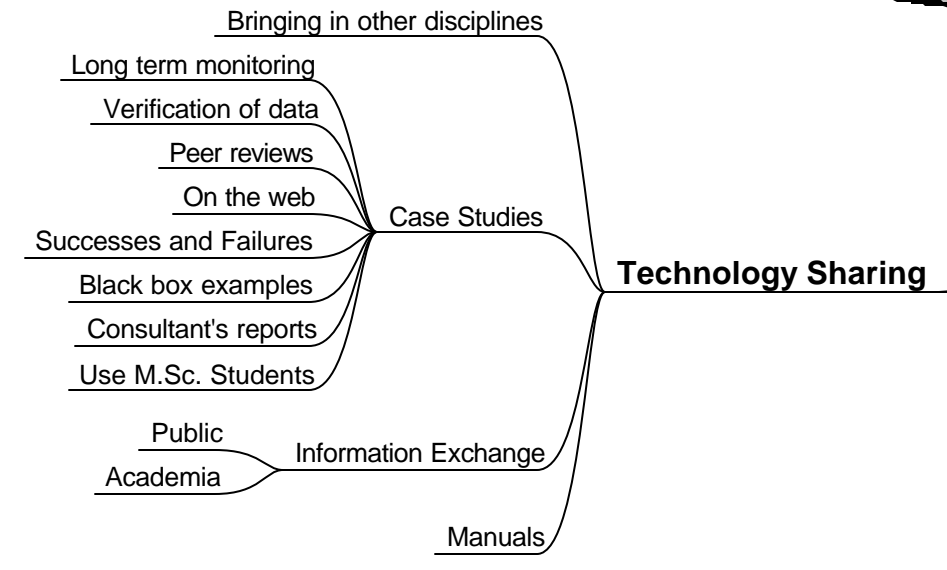 Bringing in other disciplines
Long term monitoring
Verification of data
Peer reviews
On the web
Successes and Failures
Black box examples
Consultant's reports
Use M.Sc. Students
Case Studies
Technology Sharing
Public
Academia
Information Exchange
Manuals